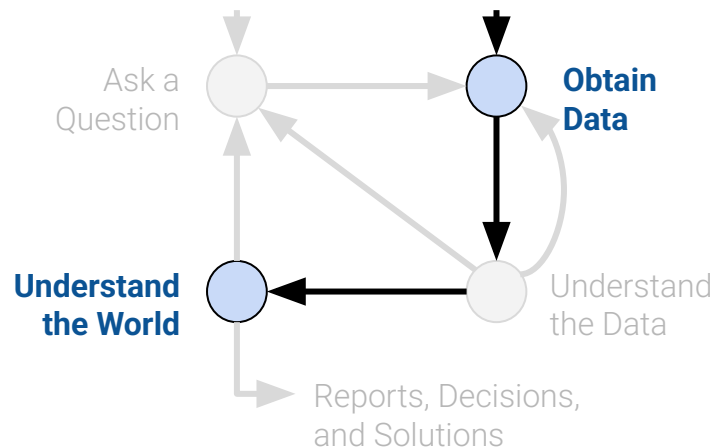 Ask a
Question
Obtain
Data
Understand
the World
Understand
the Data
Reports, Decisions,
and Solutions